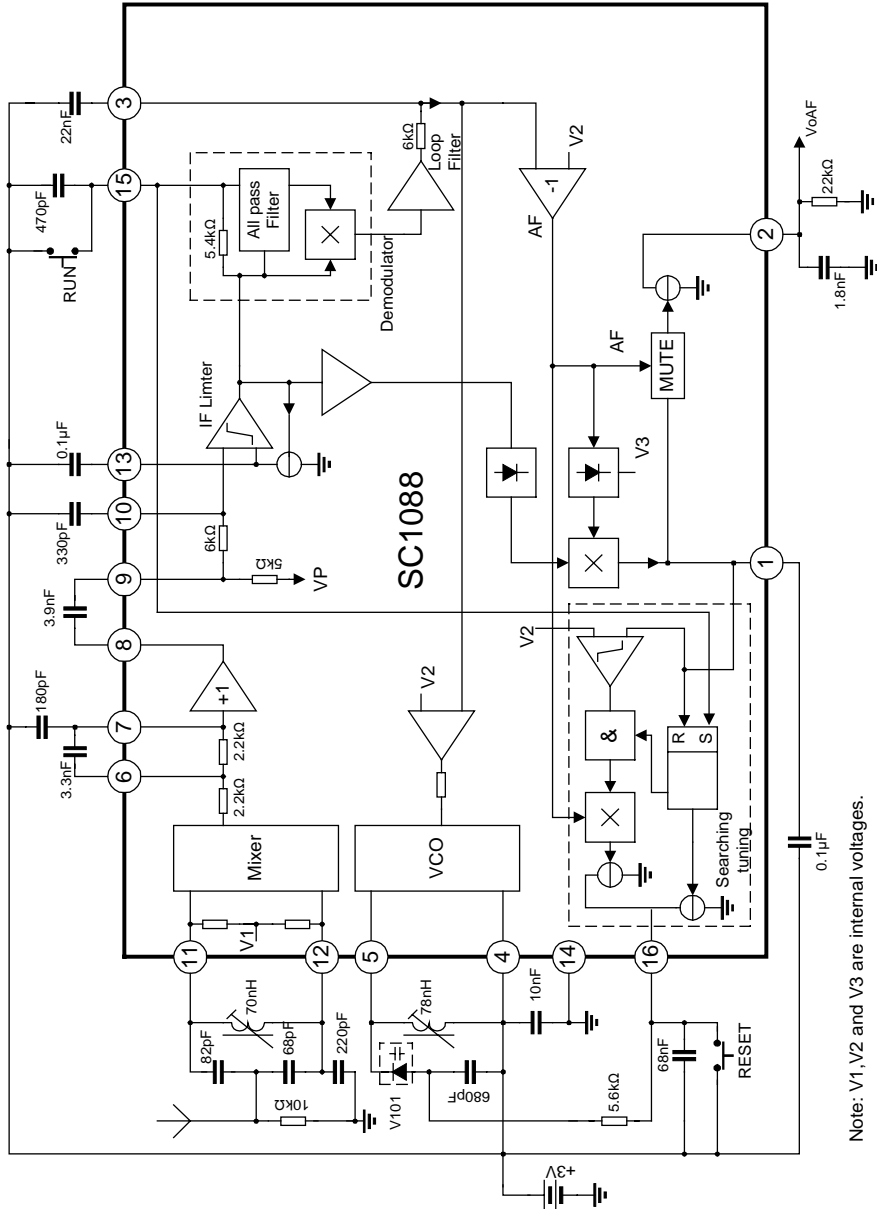 22nF
3
15
470pF
RUN
5.4kΩ
All pass
Filter
Demodulator
6kΩ
Loop
Filter
V2
-1
AF
VoAF
22kΩ
2
1.8nF
AF
MUTE
V3
IF Limter
0.1µF
13
330pF
10
6kΩ
5kΩ
VP
9
3.9nF
8
+1
SC1088
1
180pF
7
3.3nF
6
2.2kΩ
2.2kΩ
V2
V2
&
R
S
Searching
tuning
Mixer
VCO
V1
11
12
5
4
14
16
70nH
82pF
68pF
220pF
10kΩ
78nH
V101
680pF
10nF
5.6kΩ
68nF
RESET
+3V
0.1µF
Note: V1,V2 and V3 are internal voltages.